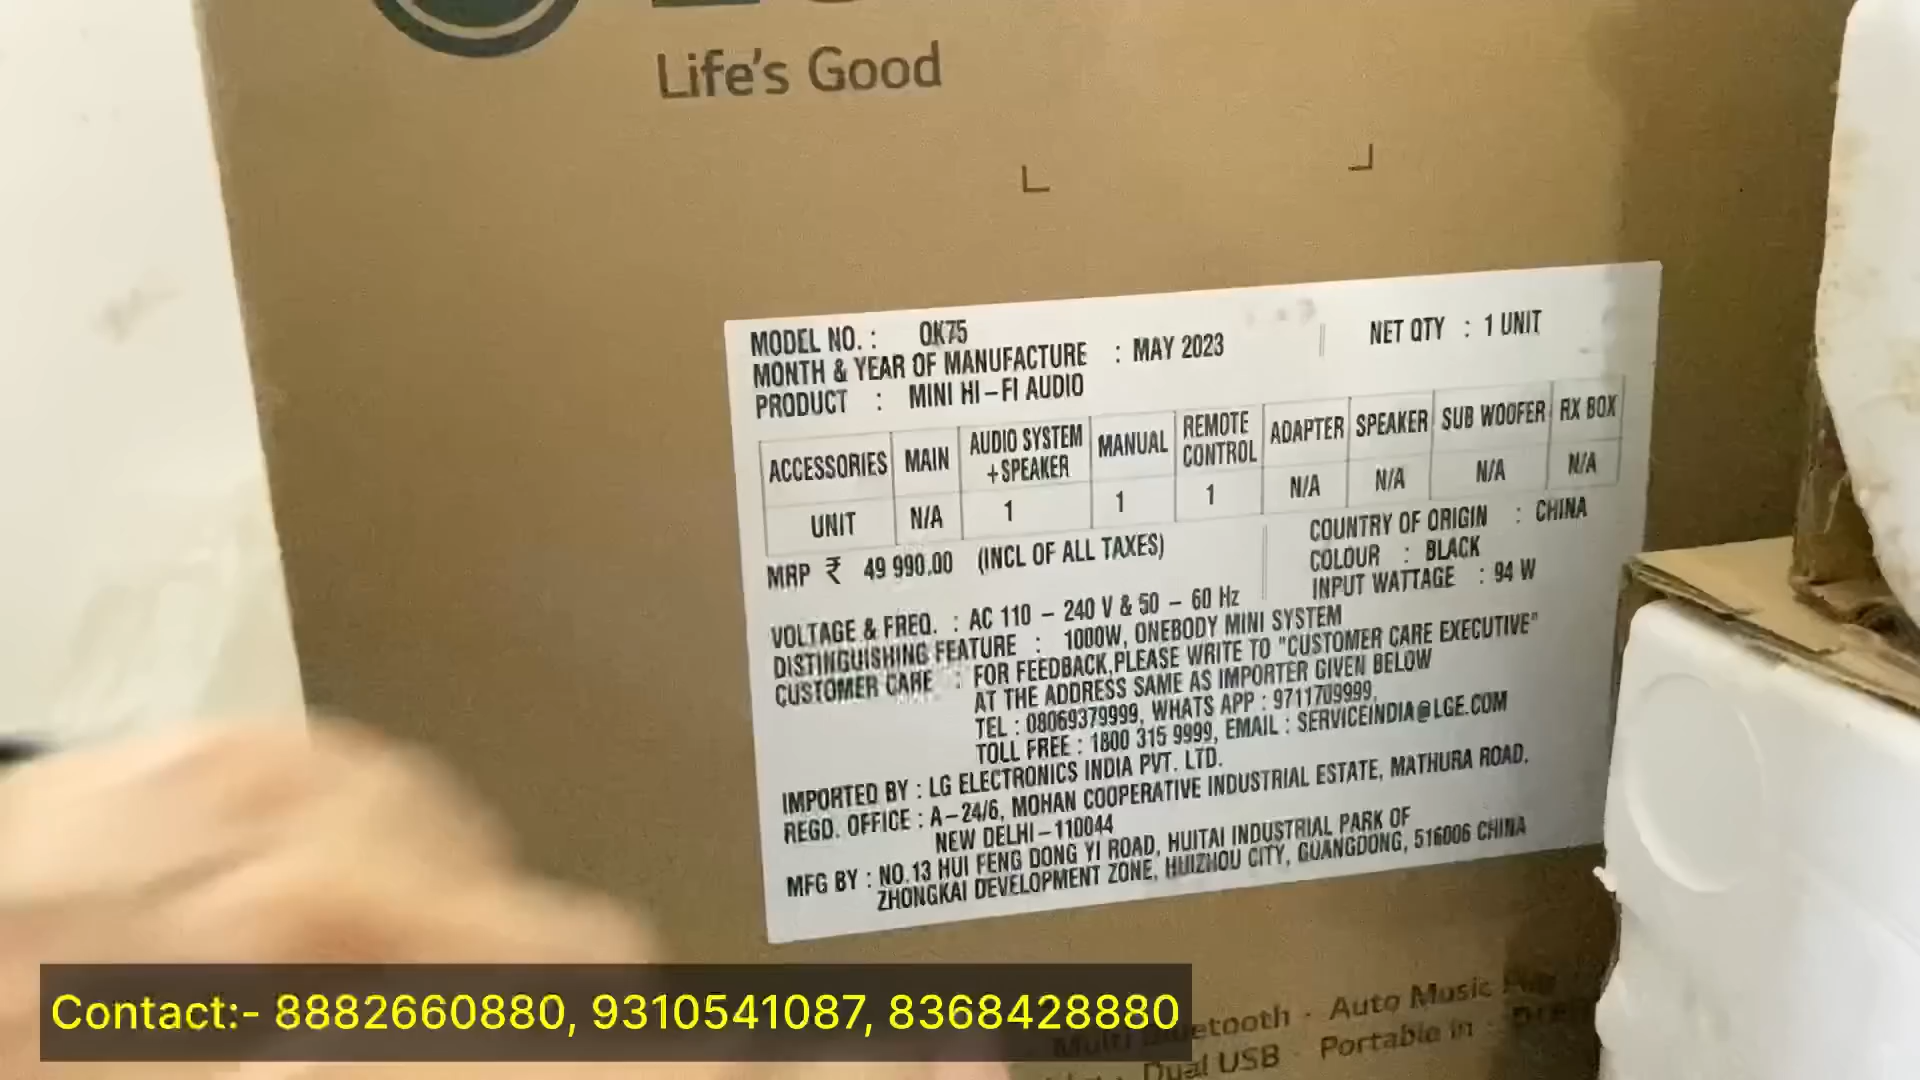 Life's Good
MODEL NO. : OK75
MONTH & YEAR OF MANUFACTURE : MAY 2023
NET QTY : 1 UNIT
PRODUCT : MINI HI-FI AUDIO
ACCESSORIES MAIN AUDIO SYSTEM +SPEAKER MANUAL REMOTE CONTROL ADAPTER SPEAKER SUB WOOFER RX BOX
UNIT N/A 1 1 1 N/A N/A N/A N/A
MRP ₹ 49 990.00 (INCL OF ALL TAXES)
COUNTRY OF ORIGIN : CHINA
COLOUR : BLACK
INPUT WATTAGE : 94 W
VOLTAGE & FREQ. : AC 110 - 240 V & 50 - 60 Hz
DISTINGUISHING FEATURE : 1000W, ONEBODY MINI SYSTEM
CUSTOMER CARE : FOR FEEDBACK,PLEASE WRITE TO "CUSTOMER CARE EXECUTIVE"
AT THE ADDRESS SAME AS IMPORTER GIVEN BELOW
TEL : 08069379999, WHATS APP : 9711709999,
TOLL FREE : 1800 315 9999, EMAIL : SERVICEINDIA@LGE.COM
IMPORTED BY : LG ELECTRONICS INDIA PVT. LTD.
REGD. OFFICE : A-24/6, MOHAN COOPERATIVE INDUSTRIAL ESTATE, MATHURA ROAD,
NEW DELHI-110044
MFG BY : NO.13 HUI FENG DONG YI ROAD, HUITAI INDUSTRIAL PARK OF
ZHONGKAI DEVELOPMENT ZONE, HUIZHOU CITY, GUANGDONG, 516006 CHINA
Contact:- 8882660880, 9310541087, 8368428880
Multi · Auto Music
Dual USB · Portable in